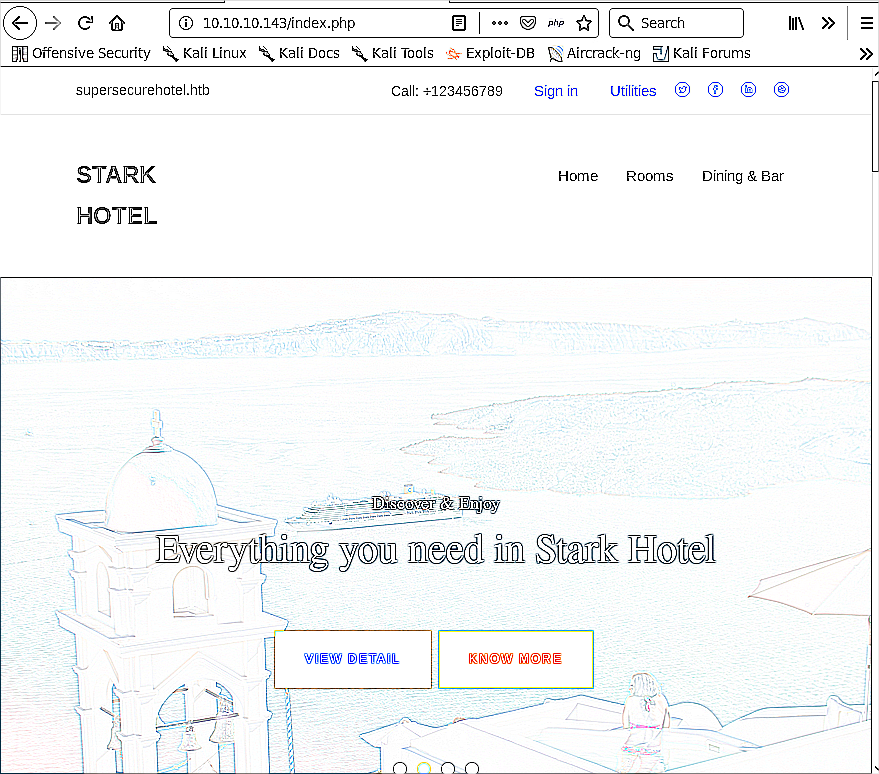 10.10.10.143/index.php
php
Search
Offensive Security Kali Linux Kali Docs Kali Tools Exploit-DB Aircrack-ng Kali Forums
supersecurehotel.htb Call: +123456789 Sign in Utilities
STARK
HOTEL
Home Rooms Dining & Bar
Discover & Enjoy
Everything you need in Stark Hotel
VIEW DETAIL KNOW MORE